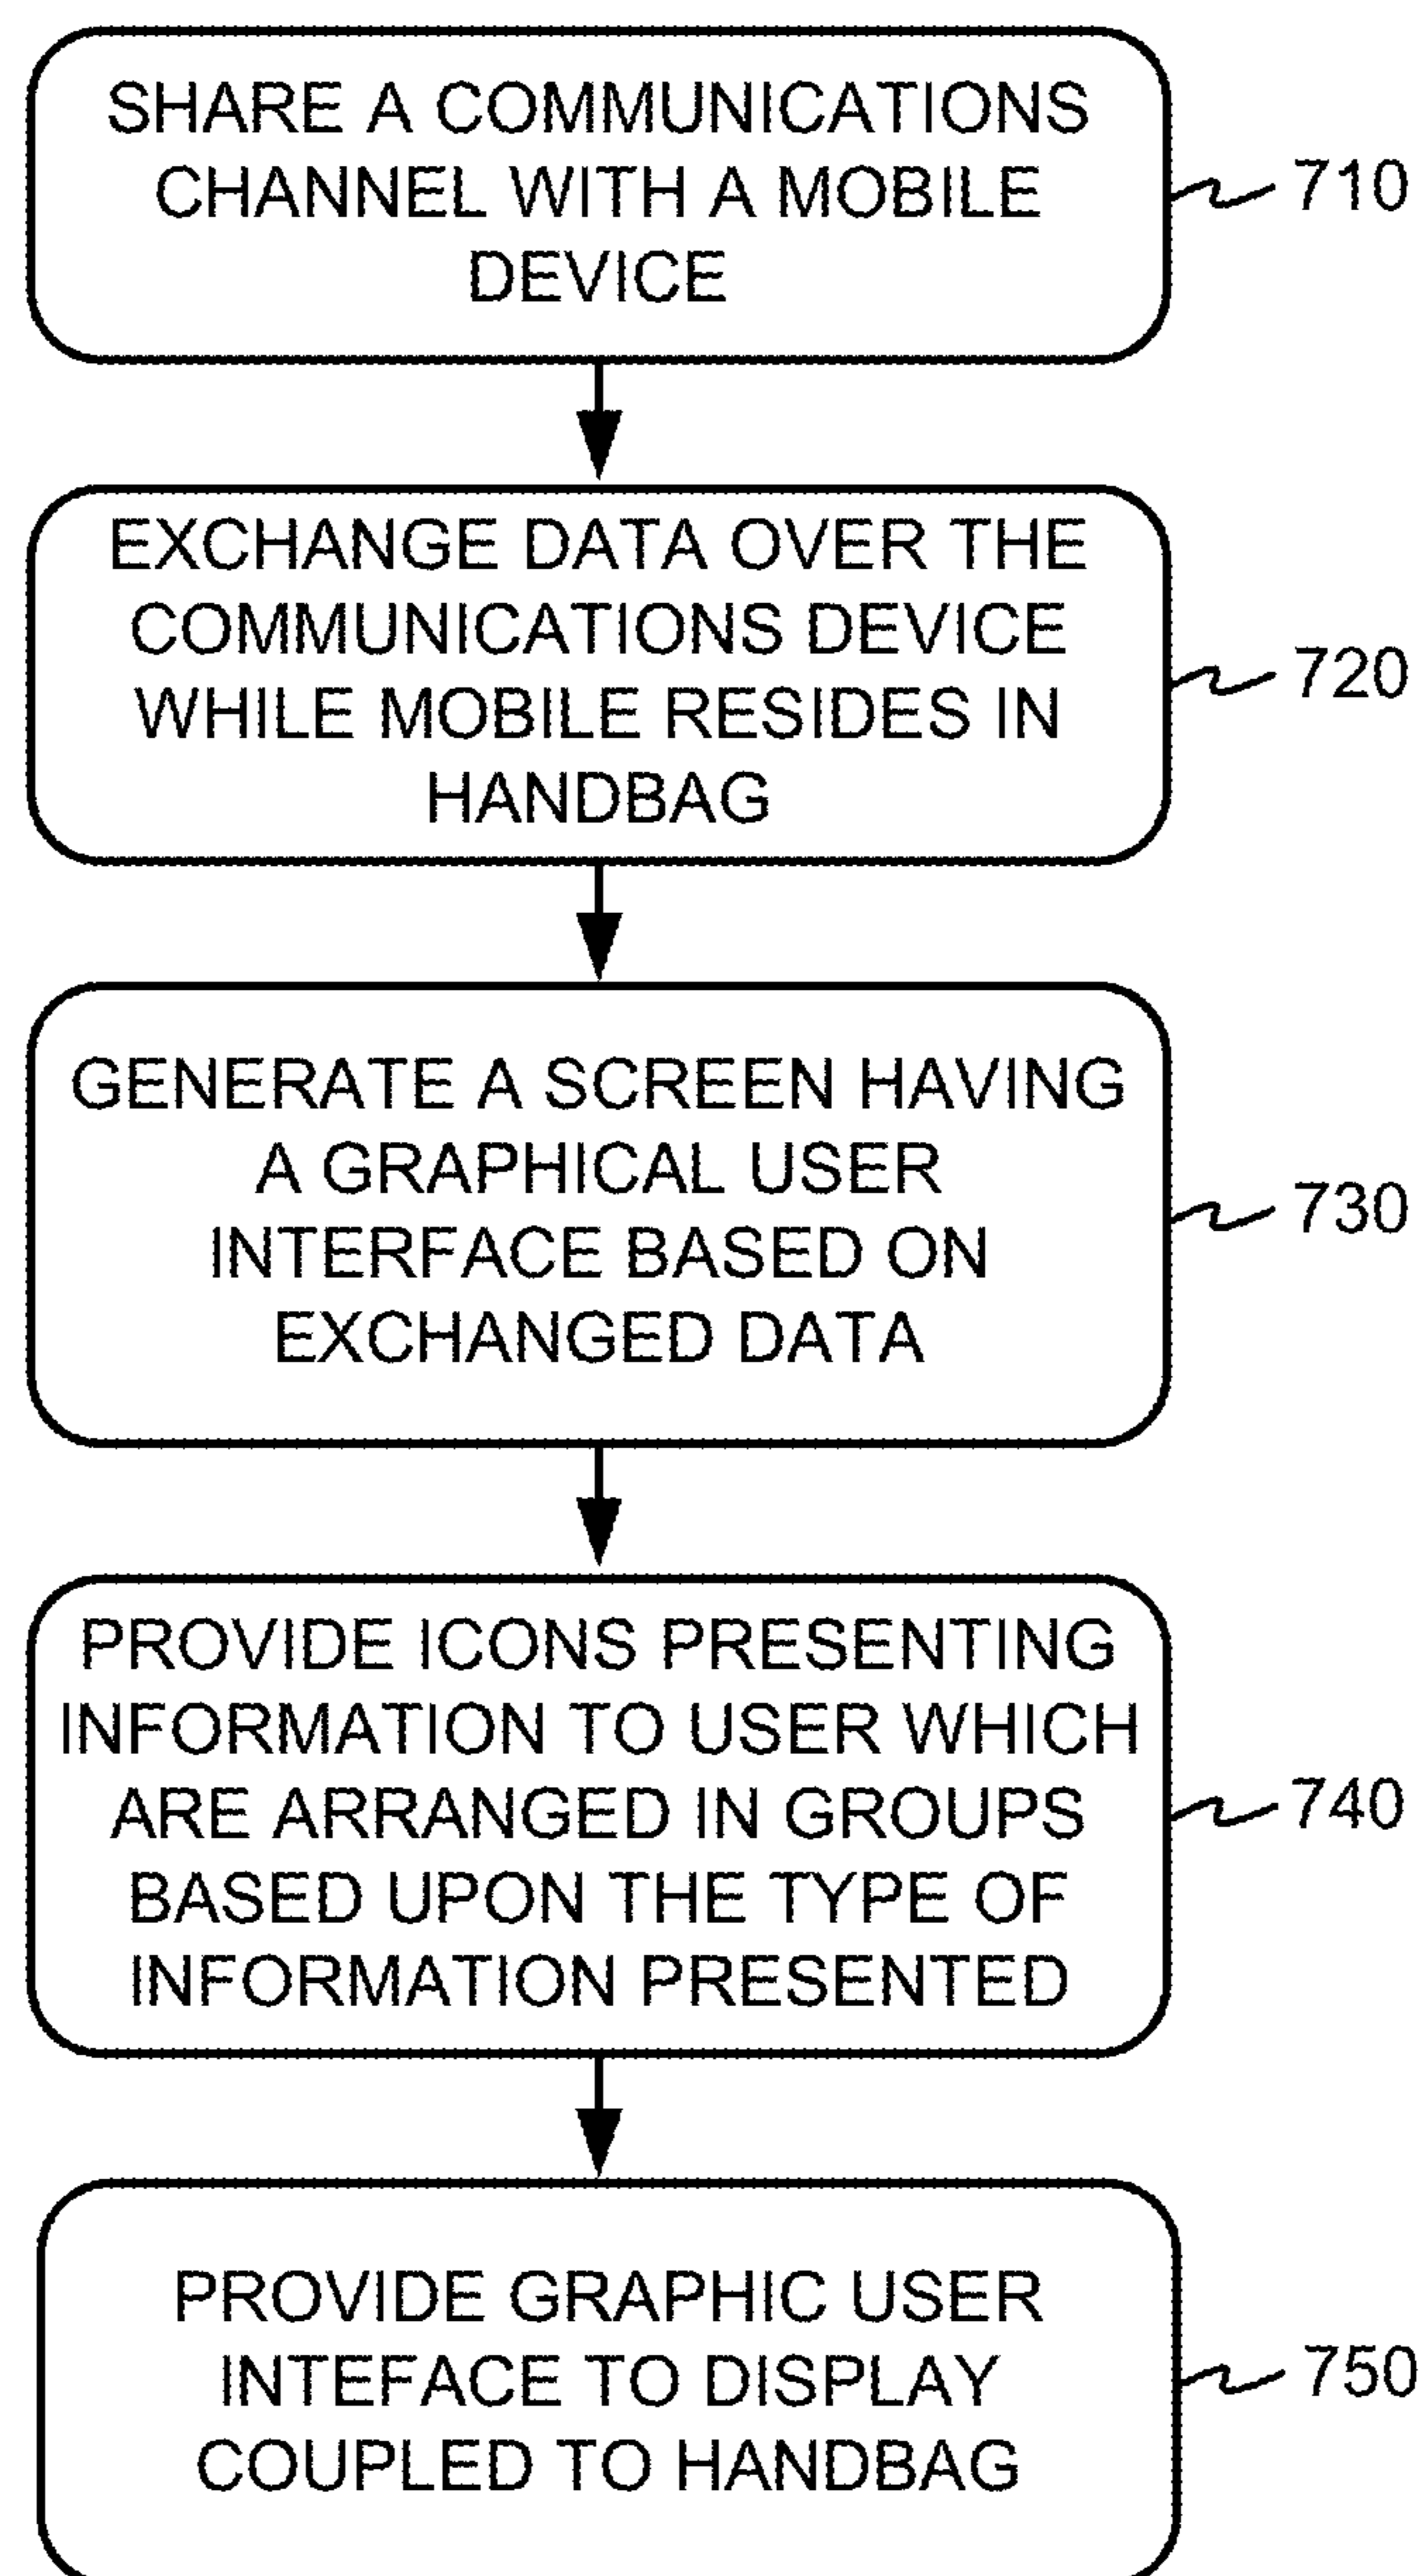 SHARE A COMMUNICATIONS
CHANNEL WITH A MOBILE
DEVICE
710
EXCHANGE DATA OVER THE
COMMUNICATIONS DEVICE
WHILE MOBILE RESIDES IN
HANDBAG
720
GENERATE A SCREEN HAVING
A GRAPHICAL USER
INTERFACE BASED ON
EXCHANGED DATA
730
PROVIDE ICONS PRESENTING
INFORMATION TO USER WHICH
ARE ARRANGED IN GROUPS
BASED UPON THE TYPE OF
INFORMATION PRESENTED
740
PROVIDE GRAPHIC USER
INTEFACE TO DISPLAY
COUPLED TO HANDBAG
750